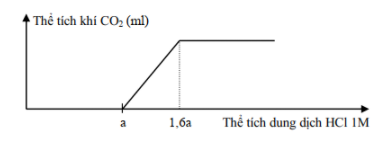 Thể tích khí CO₂ (ml)
a 1,6a Thể tích dung dịch HCl 1M